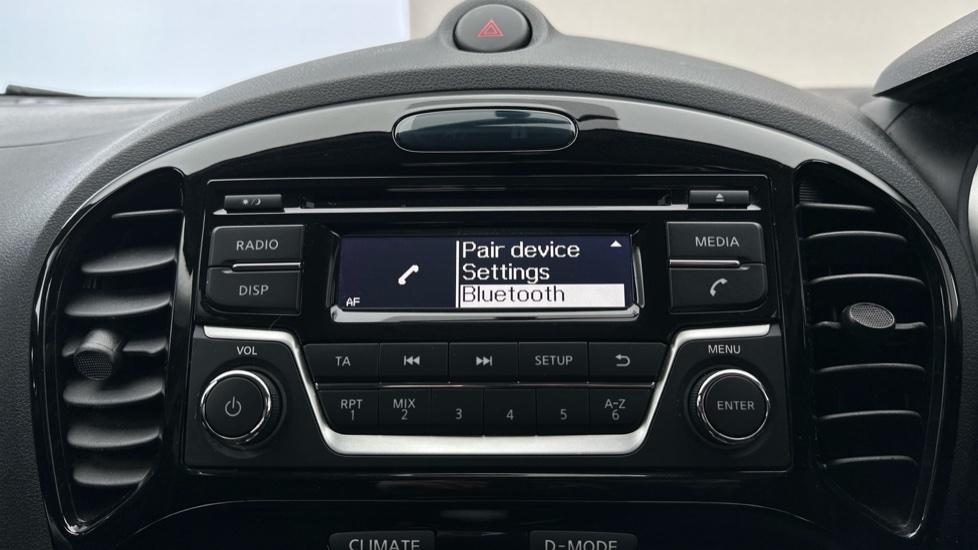 RADIO
DISP
Pair device
Settings
Bluetooth
AF
MEDIA
VOL
MENU
TA
SETUP
RPT
1
MIX
2
3
4
5
A-Z
6
ENTER
CLIMATE
D-MODE